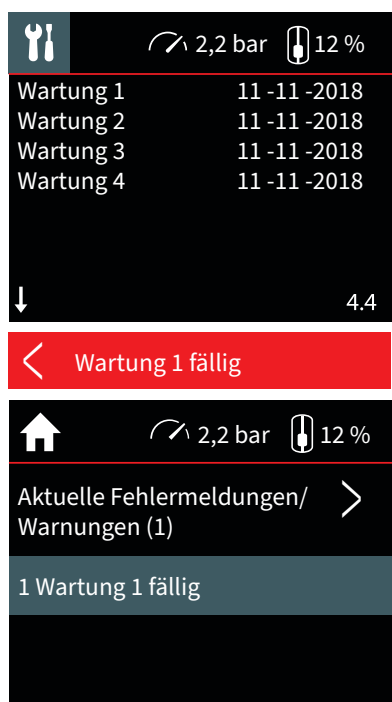 2,2 bar 12 %
Wartung 1 11 -11 -2018
Wartung 2 11 -11 -2018
Wartung 3 11 -11 -2018
Wartung 4 11 -11 -2018
4.4
Wartung 1 fällig
2,2 bar 12 %
Aktuelle Fehlermeldungen/
Warnungen (1)
1 Wartung 1 fällig